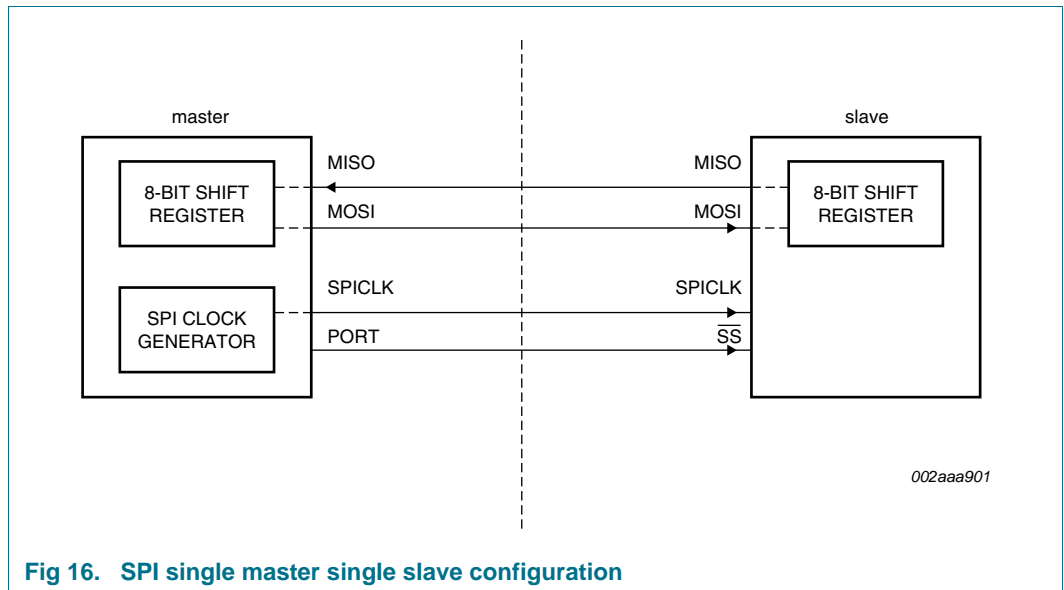 master
slave
8-BIT SHIFT
REGISTER
MISO
MISO
MOSI
MOSI
8-BIT SHIFT
REGISTER
SPI CLOCK
GENERATOR
SPICLK
SPICLK
PORT
S̅S̅
002aaa901
Fig 16. SPI single master single slave configuration